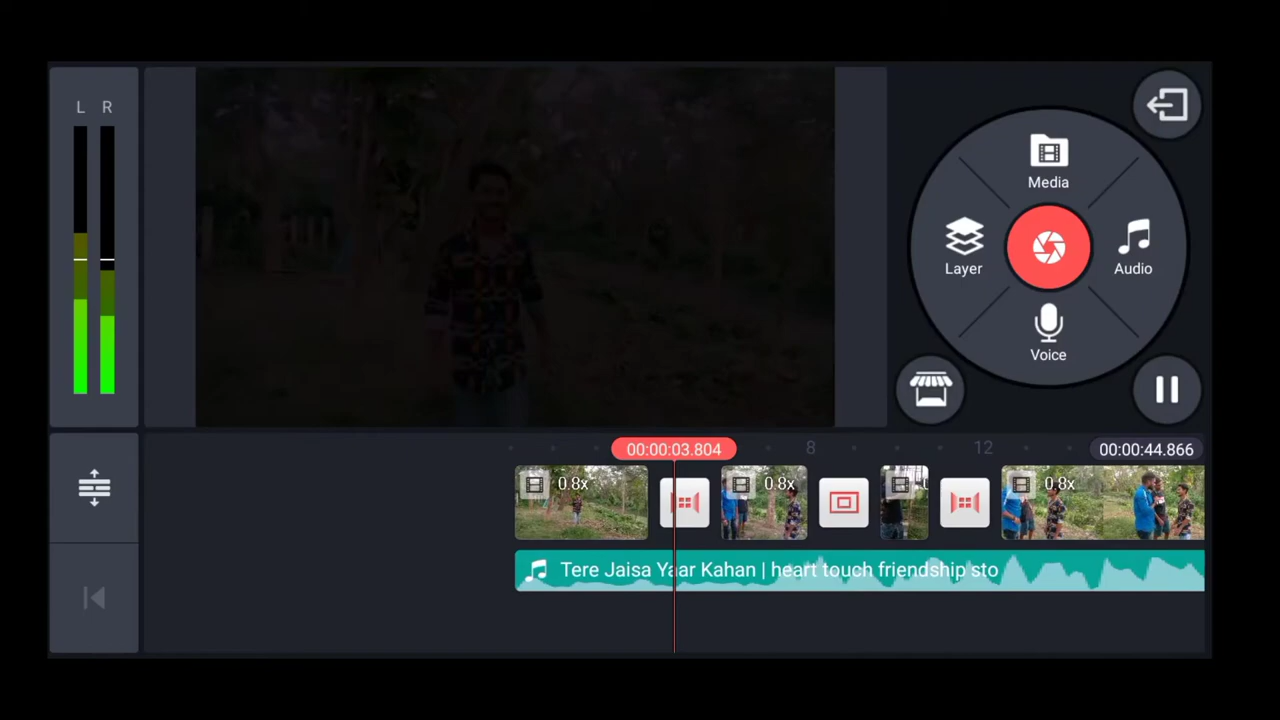 L R
Media
Layer
Audio
Voice
00:00:03.804
8
12
00:00:44.866
0.8x
0.8x
0.8x
Tere Jaisa Yaar Kahan | heart touch friendship sto